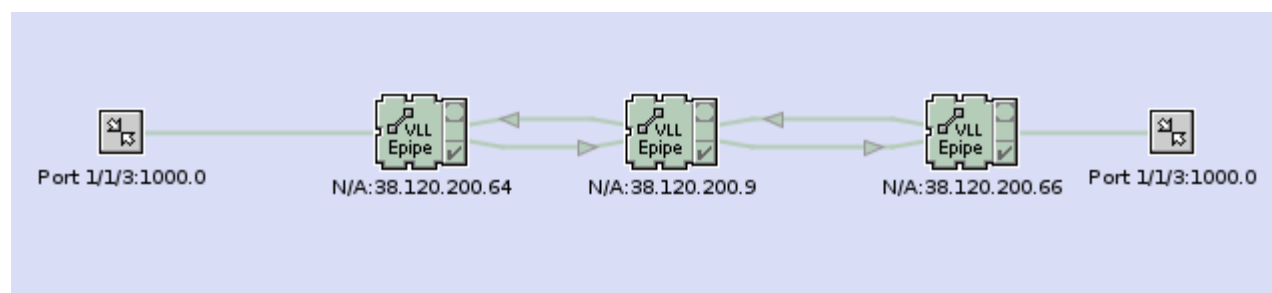 VLL
Epipe
VLL
Epipe
VLL
Epipe
Port 1/1/3:1000.0
N/A:38.120.200.64
N/A:38.120.200.9
N/A:38.120.200.66
Port 1/1/3:1000.0